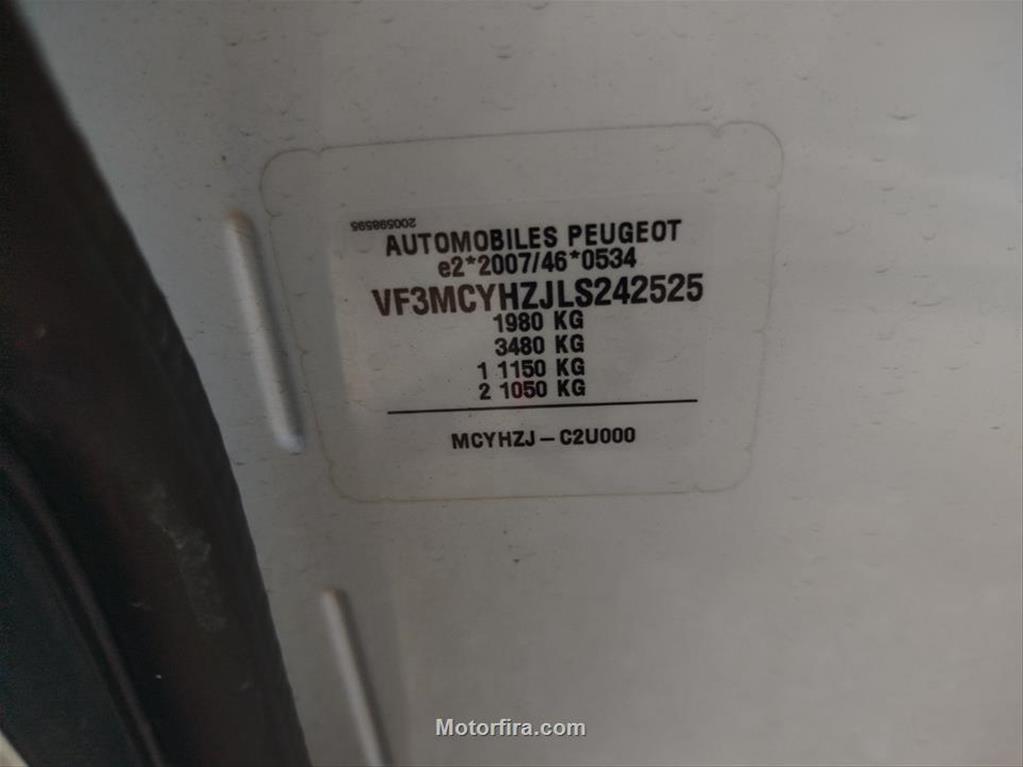 200598595
AUTOMOBILES PEUGEOT
e2*2007/46*0534
VF3MCYHZJLS242525
1980 KG
3480 KG
1 1150 KG
2 1050 KG
MCYHZJ – C2U000
Motorfira.com